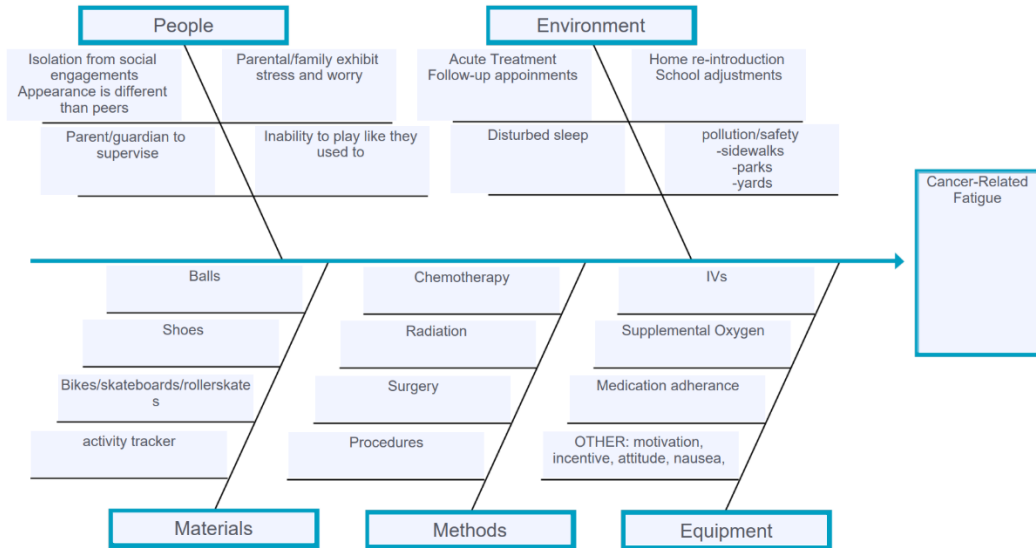 People
Environment
Isolation from social
engagements
Appearance is different
than peers
Parental/family exhibit
stress and worry
Acute Treatment
Follow-up appoinments
Home re-introduction
School adjustments
Parent/guardian to
supervise
Inability to play like they
used to
Disturbed sleep
pollution/safety
-sidewalks
-parks
-yards
Cancer-Related
Fatigue
Balls
Chemotherapy
IVs
Shoes
Radiation
Supplemental Oxygen
Bikes/skateboards/rollerskate
s
Surgery
Medication adherance
activity tracker
Procedures
OTHER: motivation,
incentive, attitude, nausea,
Materials
Methods
Equipment